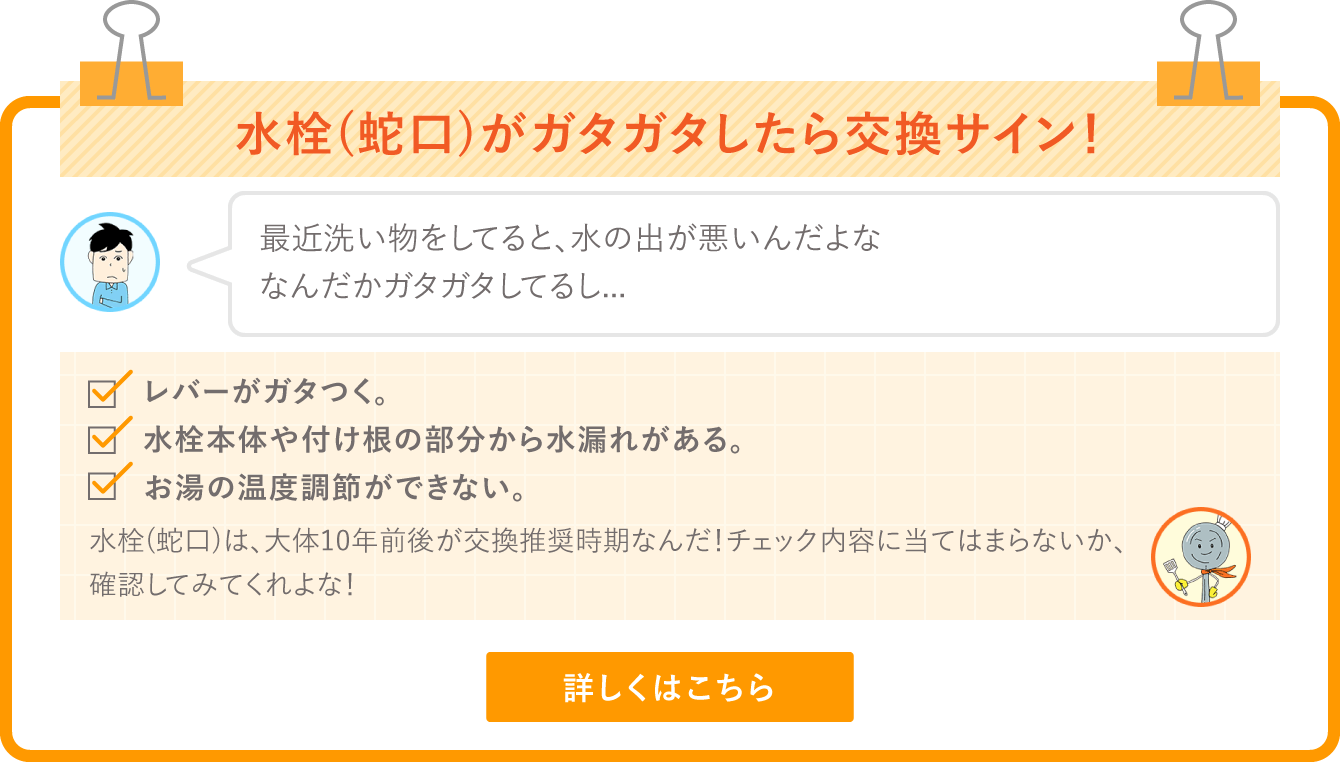 水栓(蛇口)がガタガタしたら交換サイン!
最近洗い物をしてると、水の出が悪いんだよな
なんだかガタガタしてるし...
レバーがガタつく。
水栓本体や付け根の部分から水漏れがある。
お湯の温度調節ができない。
水栓(蛇口)は、大体10年前後が交換推奨時期なんだ!チェック内容に当てはまらないか、
確認してみてくれよな!
詳しくはこちら